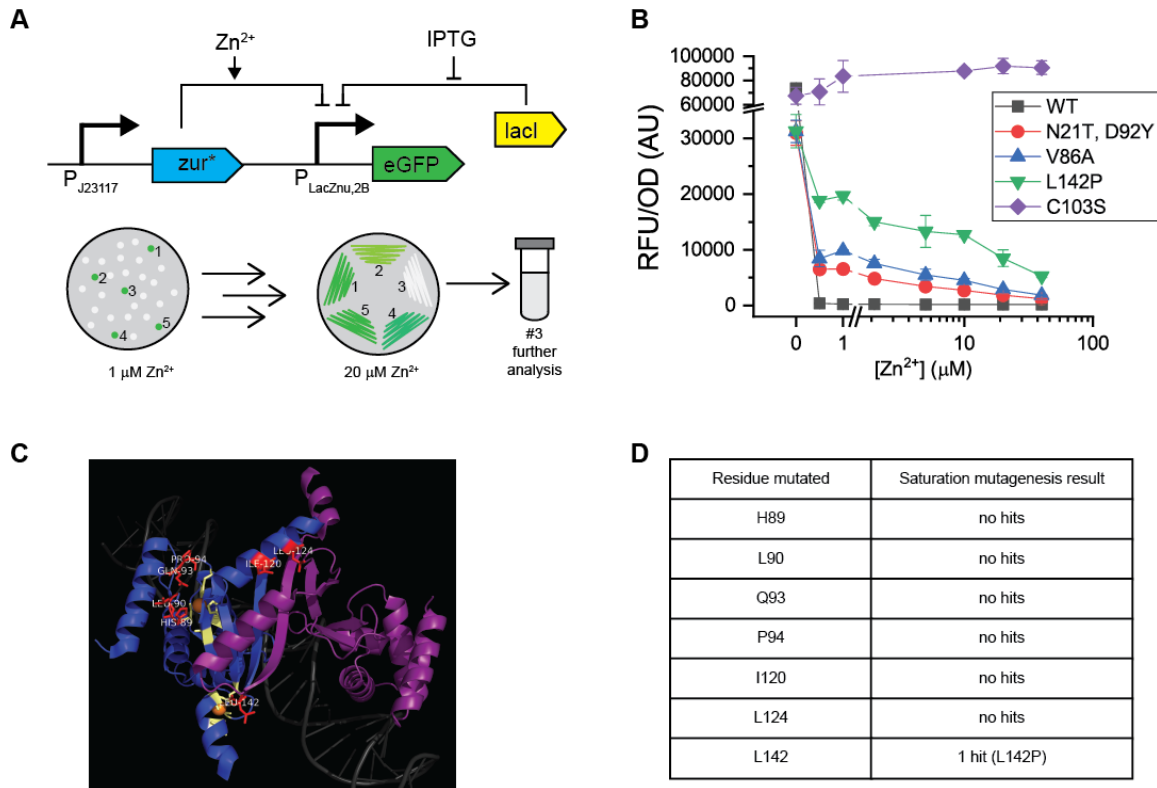 A
Zn²⁺
IPTG
lacI
P J23117
zur*
P LacZnu,2B
eGFP
1
2
3
4
5
1 μM Zn²⁺
2
1
3
5
4
20 μM Zn²⁺
#3
further
analysis
B
RFU/OD (AU)
100000
80000
60000
30000
20000
10000
0
WT
N21T, D92Y
V86A
L142P
C103S
0
1
10
100
[Zn²⁺] (μM)
C
PRO-94
GLN-93
LEU-90
HIS-89
ILE-120
LEU-124
LEU-142
D
Residue mutated Saturation mutagenesis result
H89 no hits
L90 no hits
Q93 no hits
P94 no hits
I120 no hits
L124 no hits
L142 1 hit (L142P)